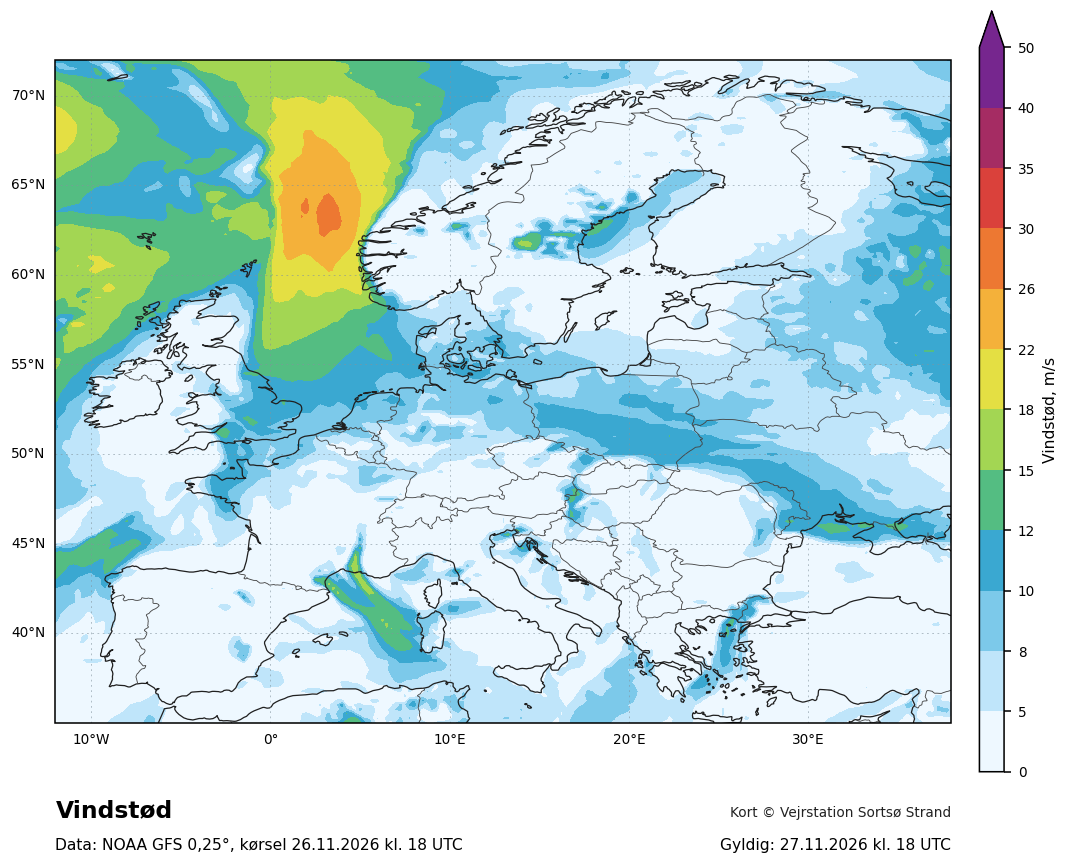 70°N
65°N
60°N
55°N
50°N
45°N
40°N
10°W
0°
10°E
20°E
30°E
50
40
35
30
26
22
18
15
12
10
8
5
0
Vindstød, m/s
Vindstød
Kort © Vejrstation Sortsø Strand
Data: NOAA GFS 0,25°, kørsel 26.11.2026 kl. 18 UTC
Gyldig: 27.11.2026 kl. 18 UTC